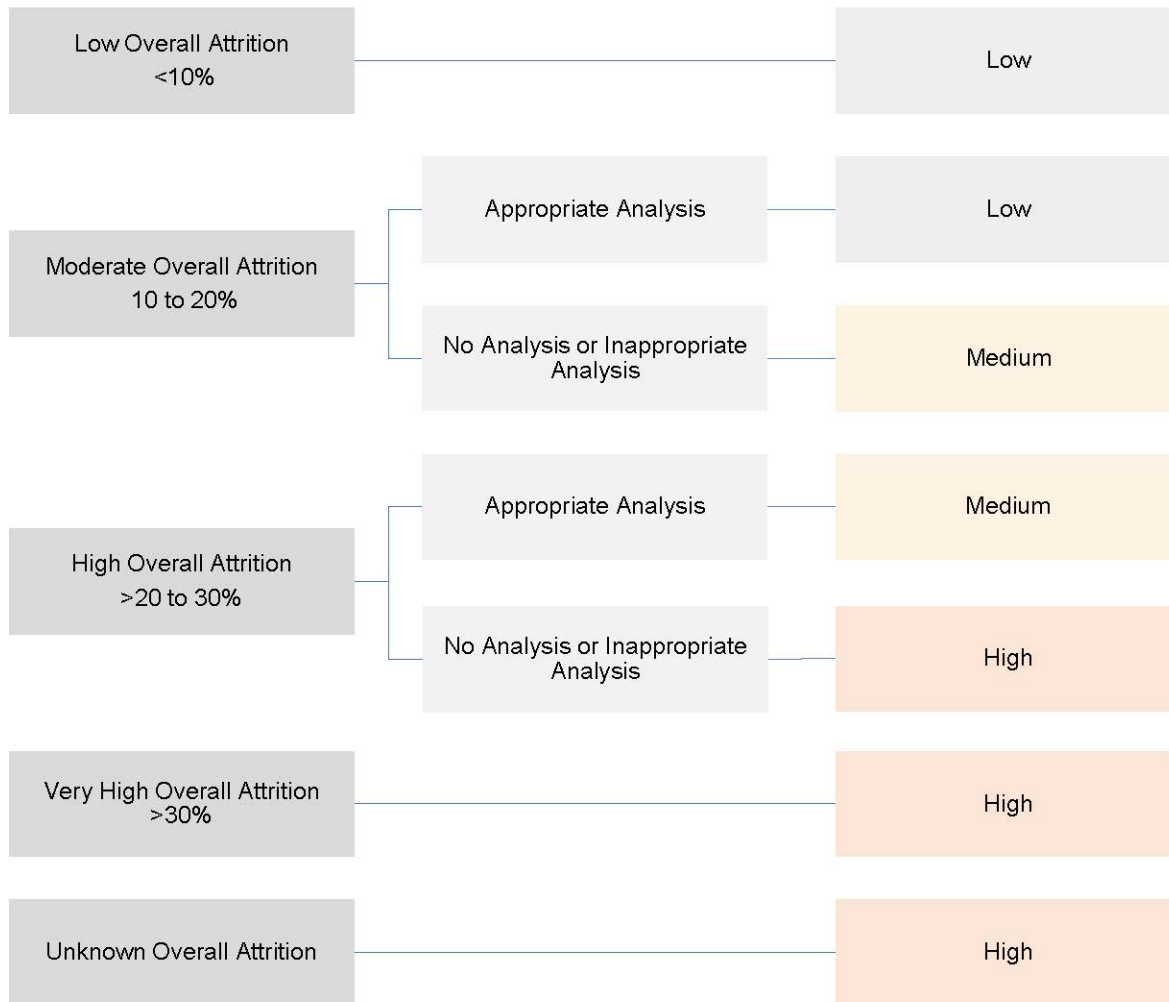 Low Overall Attrition
<10%
Low
Moderate Overall Attrition
10 to 20%
Appropriate Analysis
Low
No Analysis or Inappropriate
Analysis
Medium
High Overall Attrition
>20 to 30%
Appropriate Analysis
Medium
No Analysis or Inappropriate
Analysis
High
Very High Overall Attrition
>30%
High
Unknown Overall Attrition
High